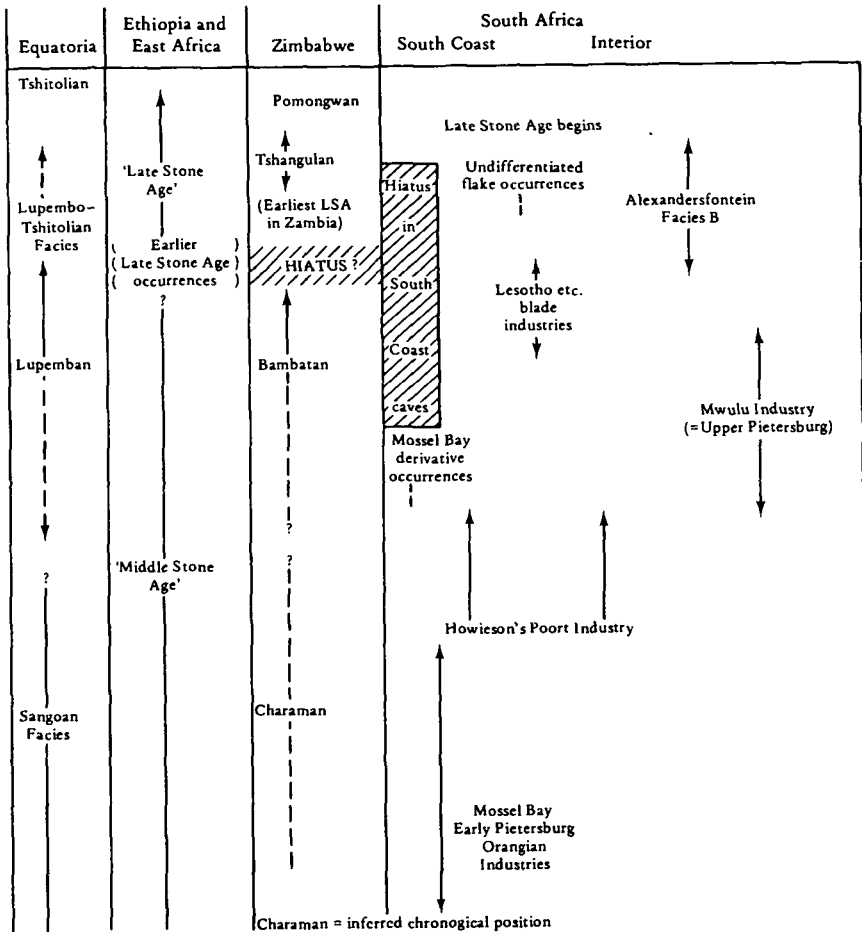 South Africa
Ethiopia and
East Africa
Equatoria
Zimbabwe
South Coast
Interior
Tshitolian
Lupembo–
Tshitolian
Facies
Lupemban
?
Sangoan
Facies
'Late Stone
Age'
( Earlier )
( Late Stone Age )
( occurrences )
?
'Middle Stone
Age'
Pomongwan
Tshangulan
(Earliest LSA
in Zambia)
HIATUS ?
Bambatan
?
?
Charaman
Late Stone Age begins
Hiatus
in
South
Coast
caves
Undifferentiated
flake occurrences
Lesotho etc.
blade
industries
Alexandersfontein
Facies B
Mwulu Industry
(= Upper Pietersburg)
Mossel Bay
derivative
occurrences
Howieson's Poort Industry
Mossel Bay
Early Pietersburg
Orangian
Industries
Charaman = inferred chronogical position